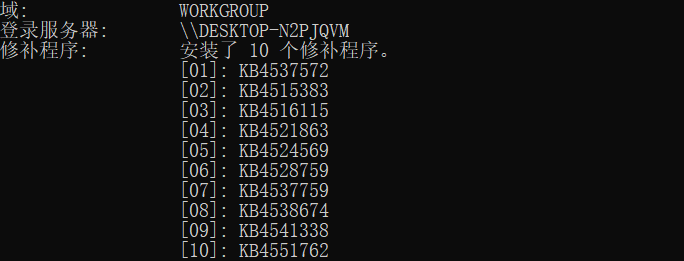 域:               WORKGROUP
登录服务器:       \\DESKTOP-N2PJQVM
修补程序:         安装了 10 个修补程序。
[01]: KB4537572
[02]: KB4515383
[03]: KB4516115
[04]: KB4521863
[05]: KB4524569
[06]: KB4528759
[07]: KB4537759
[08]: KB4538674
[09]: KB4541338
[10]: KB4551762